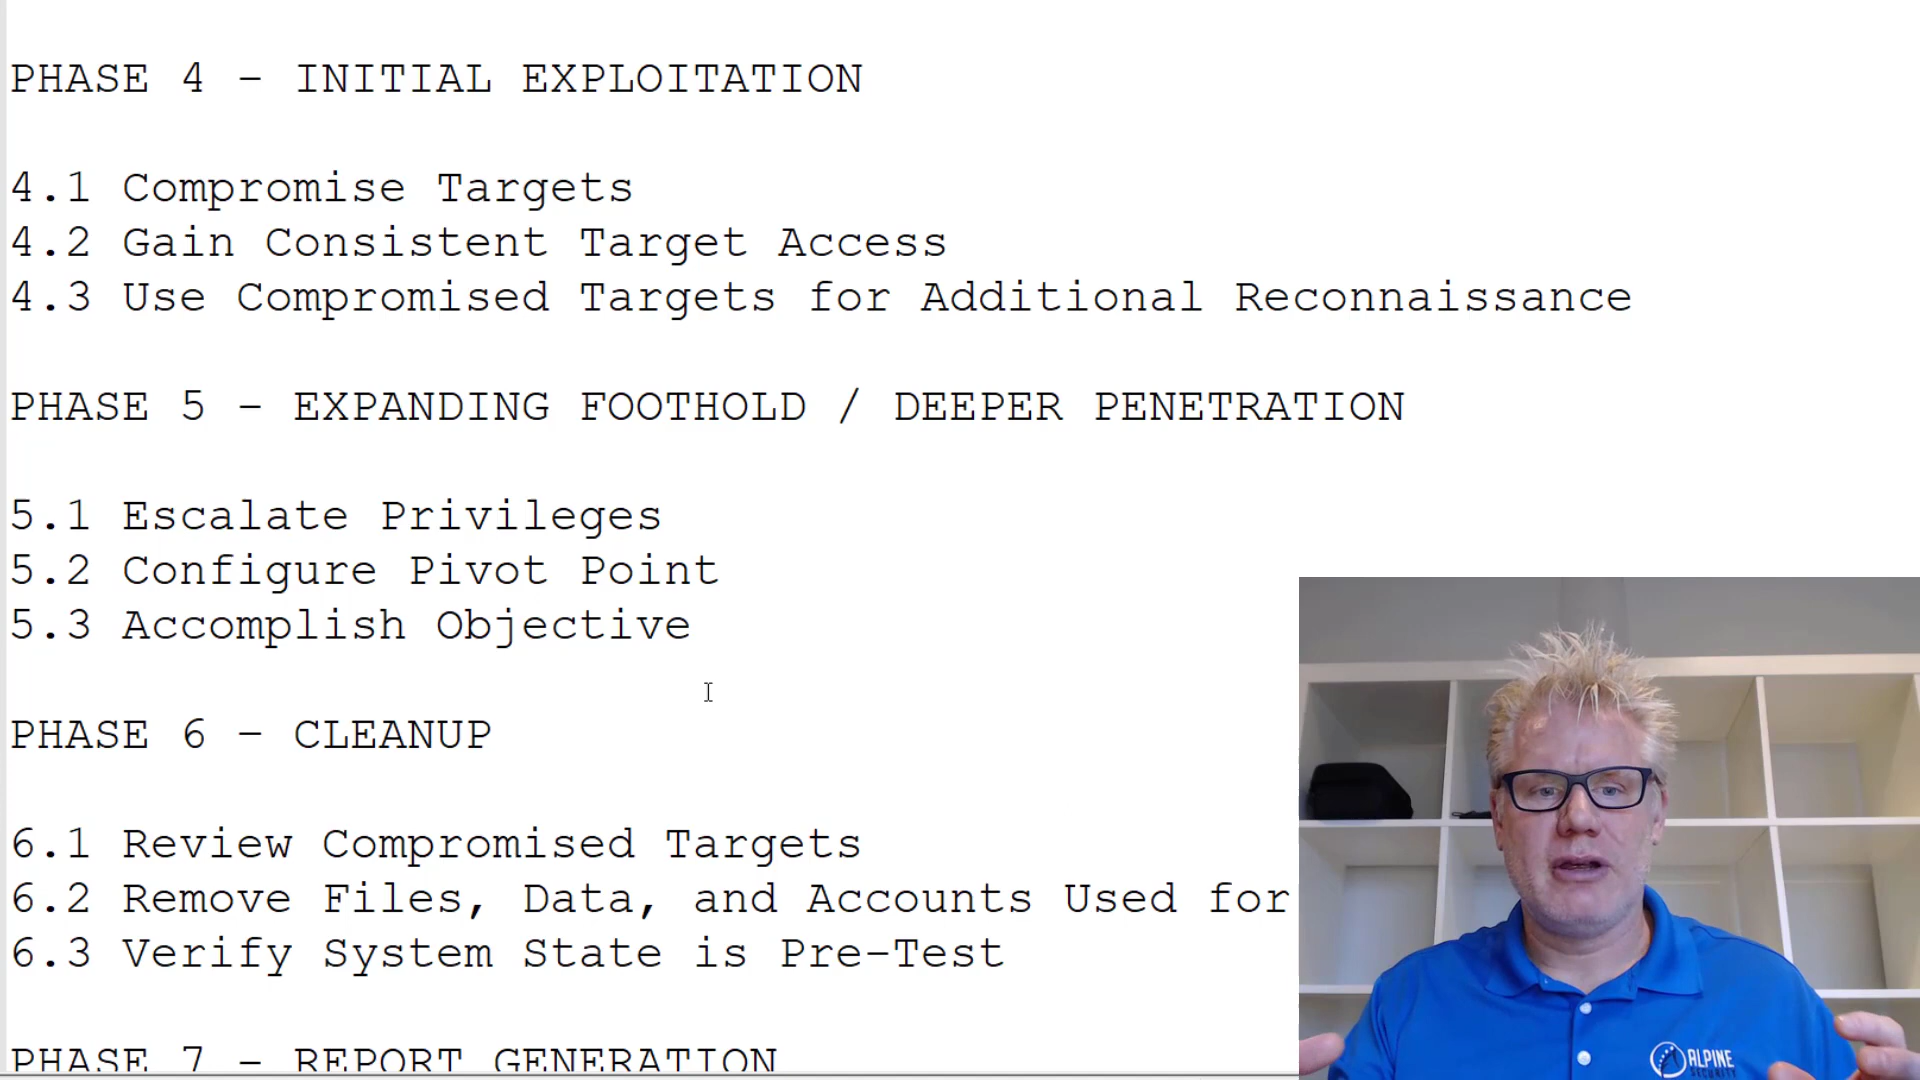 PHASE 4 - INITIAL EXPLOITATION
4.1 Compromise Targets
4.2 Gain Consistent Target Access
4.3 Use Compromised Targets for Additional Reconnaissance
PHASE 5 - EXPANDING FOOTHOLD / DEEPER PENETRATION
5.1 Escalate Privileges
5.2 Configure Pivot Point
5.3 Accomplish Objective
PHASE 6 - CLEANUP
6.1 Review Compromised Targets
6.2 Remove Files, Data, and Accounts Used for
6.3 Verify System State is Pre-Test
PHASE 7 - REPORT GENERATION
ALPINE
SECURITY